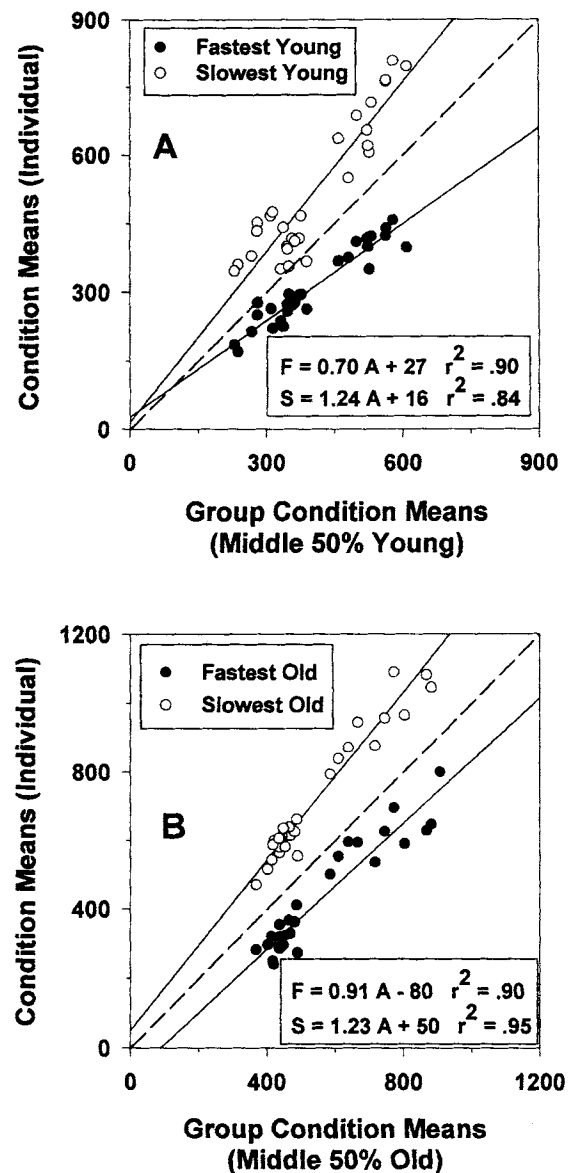 900
600
300
0
Condition Means (Individual)
Fastest Young
Slowest Young
A
F = 0.70 A + 27 r² = .90
S = 1.24 A + 16 r² = .84
0 300 600 900
Group Condition Means
(Middle 50% Young)
1200
800
400
0
Condition Means (Individual)
Fastest Old
Slowest Old
B
F = 0.91 A - 80 r² = .90
S = 1.23 A + 50 r² = .95
0 400 800 1200
Group Condition Means
(Middle 50% Old)